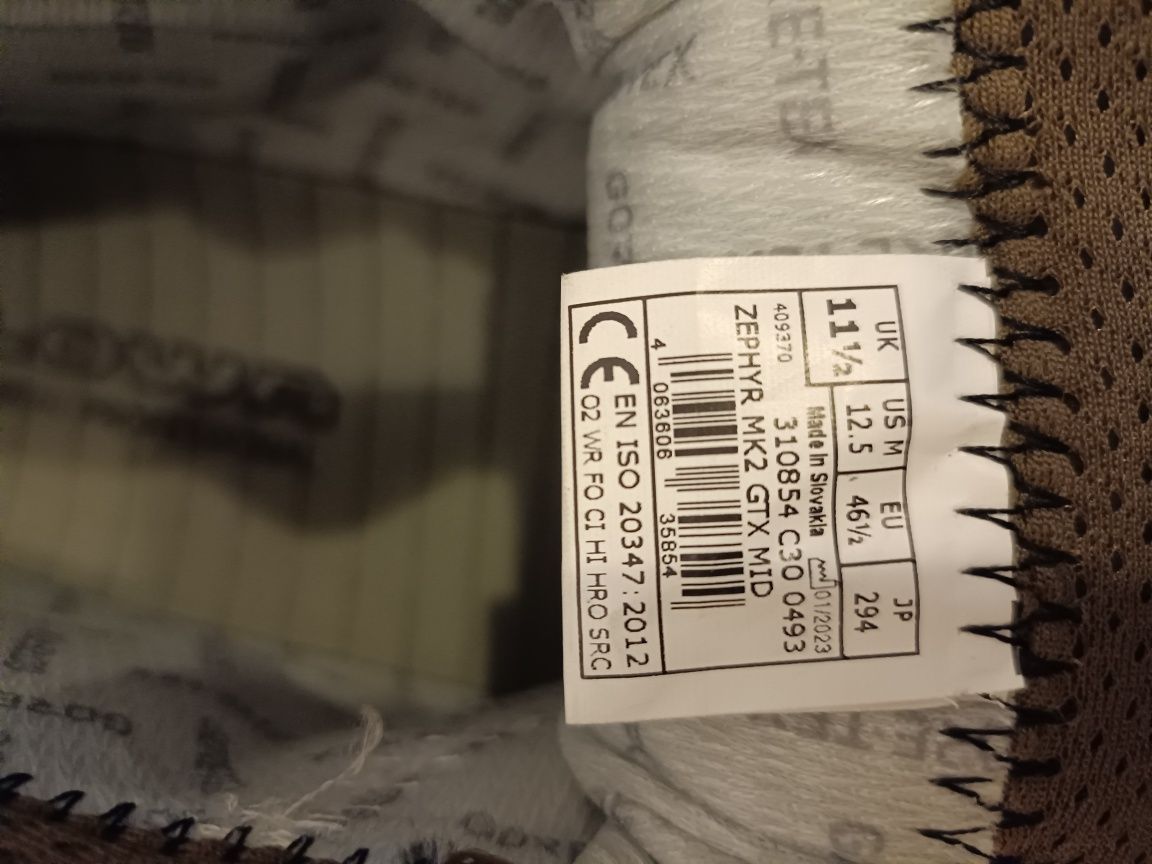 UK US M EU JP
11½ 12.5 46½ 294
Made in Slovakia 01/2023
409370 310854 C30 0493
ZEPHYR MK2 GTX MID
4 063606 35854
CE EN ISO 20347:2012
O2 WR FO CI HI HRO SRC